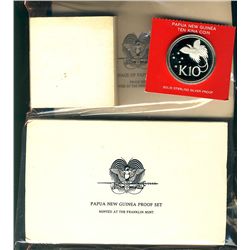 PAPUA NEW GUINEA
TEN KINA COIN
K10
SOLID STERLING SILVER PROOF
PAPUA NEW GUINEA PROOF SET
MINTED AT THE FRANKLIN MINT